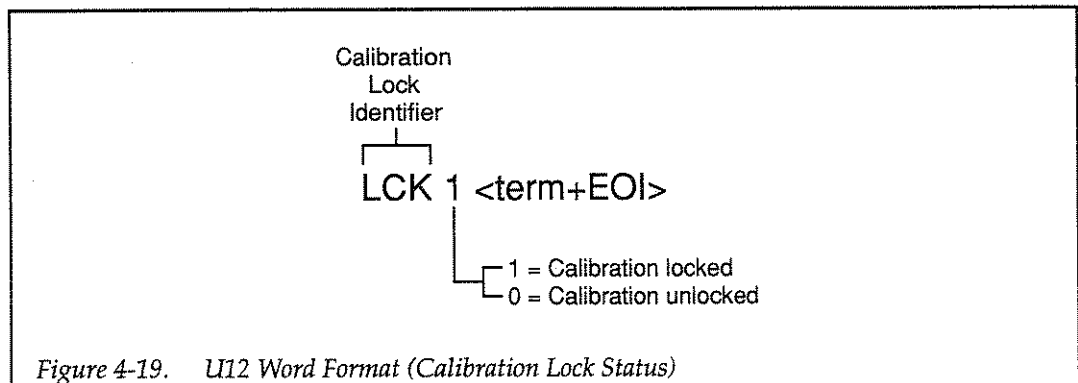 Calibration
Lock
Identifier
LCK 1 <term+EOI>
1 = Calibration locked
0 = Calibration unlocked
Figure 4-19. U12 Word Format (Calibration Lock Status)